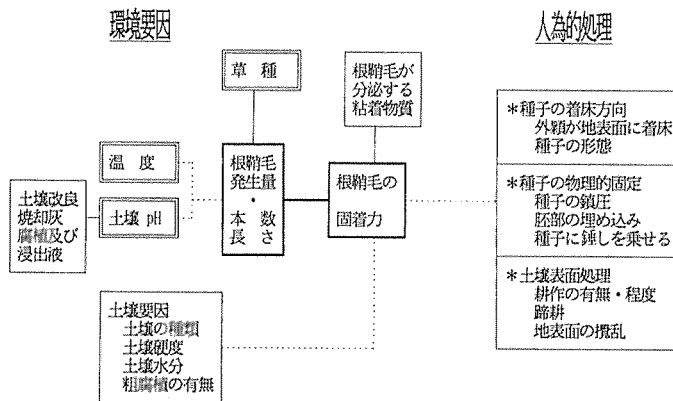 環境要因
人為的処理
草 種
根鞘毛が
分泌する
粘着物質
温 度
土壌 pH
土壌改良
焼却灰
腐植及び
浸出液
根鞘毛
発生量
・
本 数
長 さ
根鞘毛の
固着力
土壌要因
土壌の種類
土壌硬度
土壌水分
粗腐植の有無
*種子の着床方向
外穎が地表面に着床
種子の形態
*種子の物理的固定
種子の鎮圧
胚部の埋め込み
種子に錘しを乗せる
*土壌表面処理
耕作の有無・程度
蹄耕
地表面の攪乱